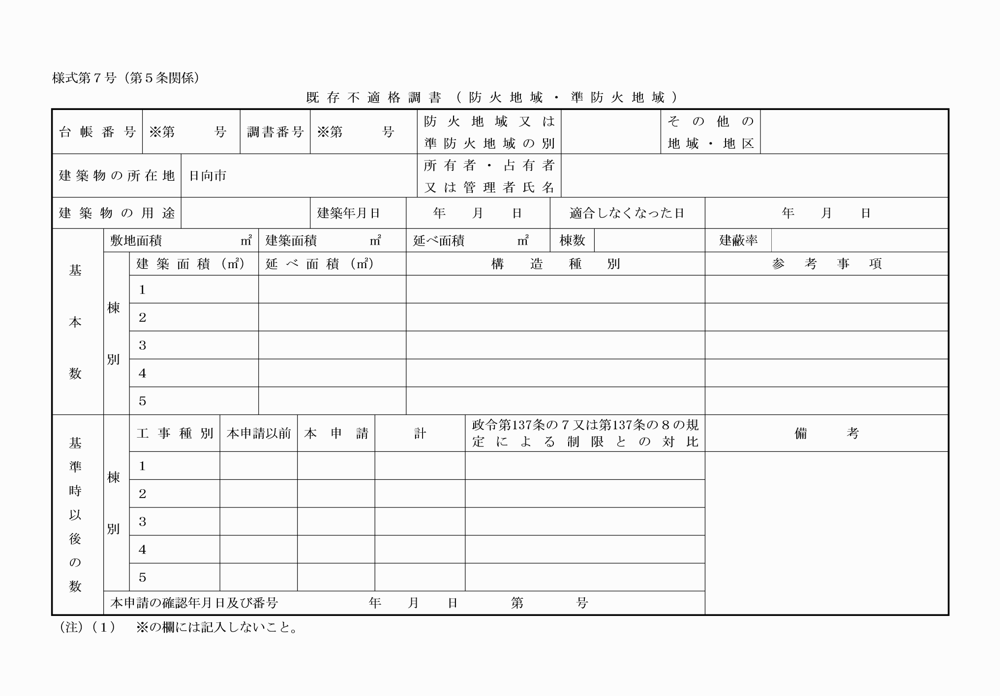 様式第７号（第５条関係）
既存不適格調書（防火地域・準防火地域）
台帳番号 ※第 号 調書番号 ※第 号 防火地域又は準防火地域の別 その他の地域・地区
建築物の所在地 日向市 所有者・占有者又は管理者氏名
建築物の用途 建築年月日 年 月 日 適合しなくなった日 年 月 日
基本数
敷地面積 ㎡ 建築面積 ㎡ 延べ面積 ㎡ 棟数 建蔽率
棟別
建築面積（㎡） 延べ面積（㎡） 構造種別 参考事項
1
2
3
4
5
基準時以後の数
棟別
工事種別 本申請以前 本申請 計 政令第137条の７又は第137条の８の規定による制限との対比 備考
1
2
3
4
5
本申請の確認年月日及び番号 年 月 日 第 号
（注）（１） ※の欄には記入しないこと。